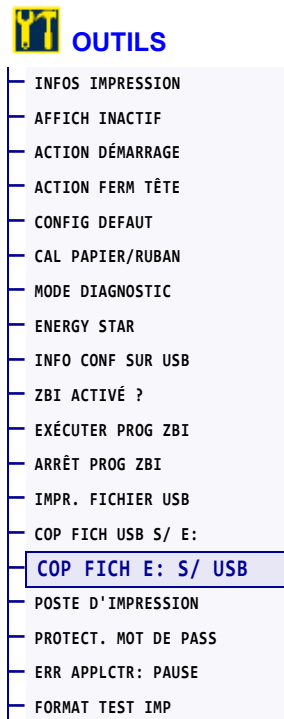 OUTILS
INFOS IMPRESSION
AFFICH INACTIF
ACTION DÉMARRAGE
ACTION FERM TÊTE
CONFIG DEFAUT
CAL PAPIER/RUBAN
MODE DIAGNOSTIC
ENERGY STAR
INFO CONF SUR USB
ZBI ACTIVÉ ?
EXÉCUTER PROG ZBI
ARRÊT PROG ZBI
IMPR. FICHIER USB
COP FICH USB S/ E:
COP FICH E: S/ USB
POSTE D'IMPRESSION
PROTECT. MOT DE PASS
ERR APPLCTR: PAUSE
FORMAT TEST IMP